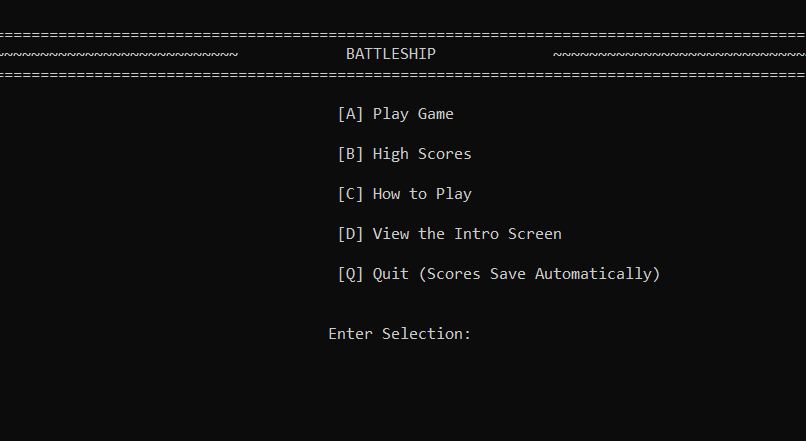 ==========================================================================================
~~~~~~~~~~~~~~~~~~~~~~~~~~~ BATTLESHIP ~~~~~~~~~~~~~~~~~~~~~~~~~~~~
==========================================================================================
[A] Play Game
[B] High Scores
[C] How to Play
[D] View the Intro Screen
[Q] Quit (Scores Save Automatically)
Enter Selection: